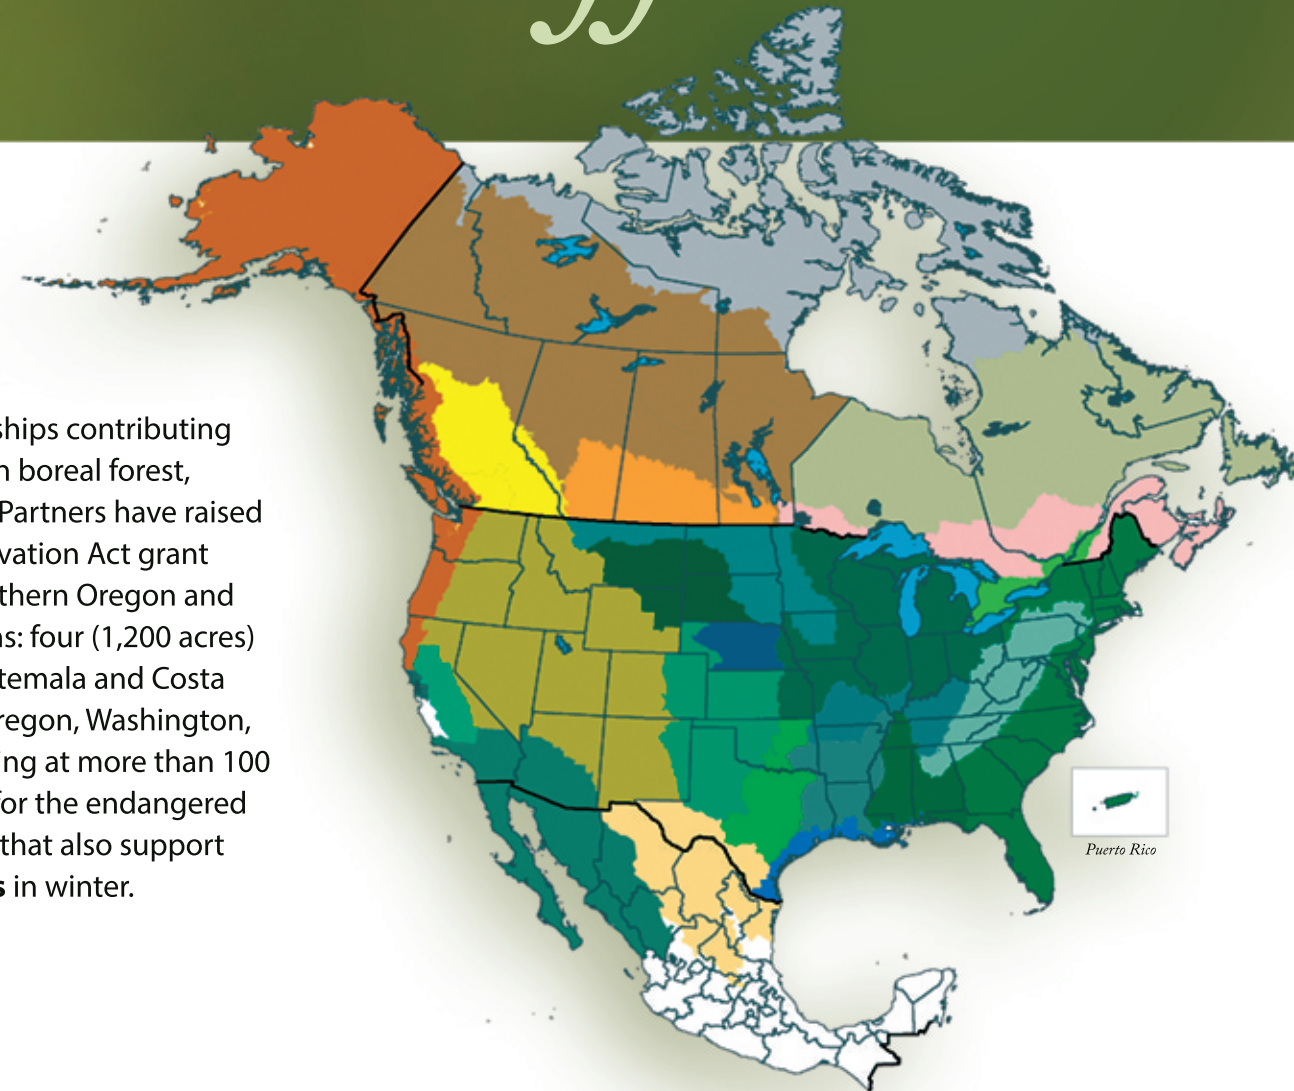 ships contributing
n boreal forest,
Partners have raised
vation Act grant
thern Oregon and
ns: four (1,200 acres)
temala and Costa
regon, Washington,
ing at more than 100
for the endangered
that also support
s in winter.
Puerto Rico